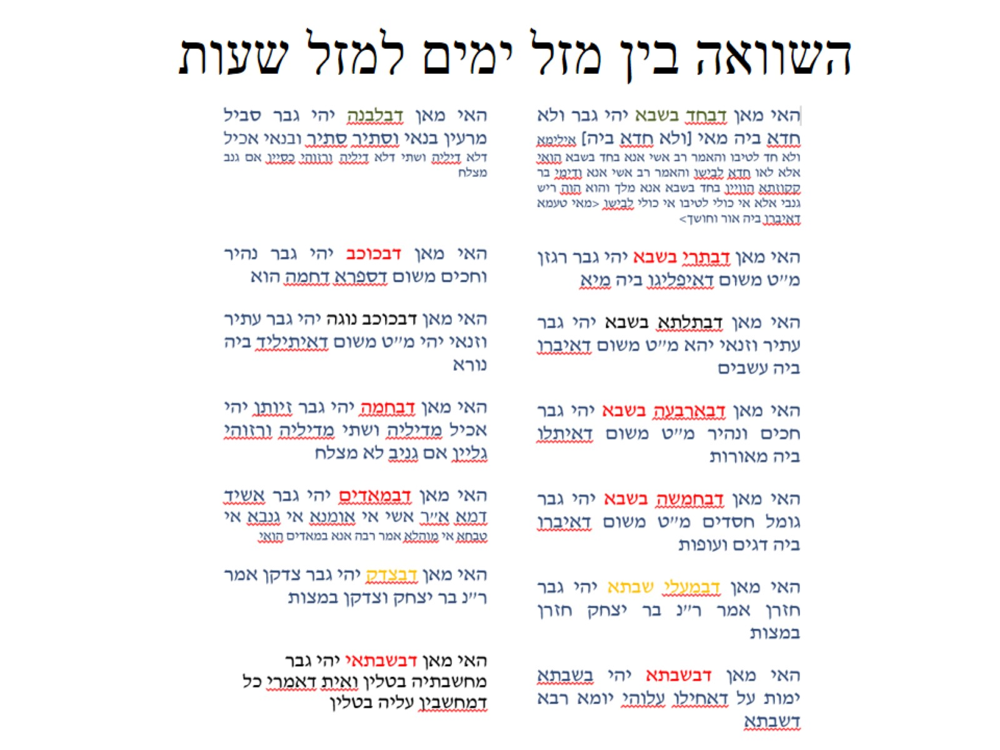 השוואה בין מזל ימים למזל שעות
האי מאן דבחד בשבא יהי גבר ולא
חדא ביה מאי [ולא חדא ביה] אילימא
ולא חד לטיבו והאמר רב אשי אנא בחד בשבא הואי
אלא לאו חדא לבישו והאמר רב אשי אנא ודימי בר
קקוזתא הוויין בחד בשבא אנא מלך והוא הוה ריש
גנבי אלא אי כולי לטיבו אי כולי לבישו <מאי טעמא
דאיברו ביה אור וחושך>
האי מאן דבתרי בשבא יהי גבר רגזן
מ״ט משום דאיפליגו ביה מיא
האי מאן דבתלתא בשבא יהי גבר
עתיר וזנאי יהא מ״ט משום דאיברו
ביה עשבים
האי מאן דבארבעה בשבא יהי גבר
חכים ונהיר מ״ט משום דאיתלו
ביה מאורות
האי מאן דבחמשה בשבא יהי גבר
גומל חסדים מ״ט משום דאיברו
ביה דגים ועופות
האי מאן דבמעלי שבתא יהי גבר
חזרן אמר ר״נ בר יצחק חזרן
במצות
האי מאן דבשבתא יהי בשבתא
ימות על דאחילו עלוהי יומא רבא
דשבתא
האי מאן דבלבנה יהי גבר סביל
מרעין בנאי וסתיר סתיר ובנאי אכיל
דלא דיליה ושתי דלא דיליה ורזוהי כסיין אם גנב
מצלח
האי מאן דבכוכב יהי גבר נהיר
וחכים משום דספרא דחמה הוא
האי מאן דבכוכב נוגה יהי גבר עתיר
וזנאי יהי מ״ט משום דאיתיליד ביה
נורא
האי מאן דבחמה יהי גבר זיותן יהי
אכיל מדיליה ושתי מדיליה ורזוהי
גליין אם גניב לא מצלח
האי מאן דבמאדים יהי גבר אשיד
דמא א״ר אשי אי אומנא אי גנבא אי
טבחא אי מוהלא אמר רבה אנא במאדים הואי
האי מאן דבצדק יהי גבר צדקן אמר
ר״נ בר יצחק וצדקן במצות
האי מאן דבשבתאי יהי גבר
מחשבתיה בטלין ואית דאמרי כל
דמחשבין עליה בטלין